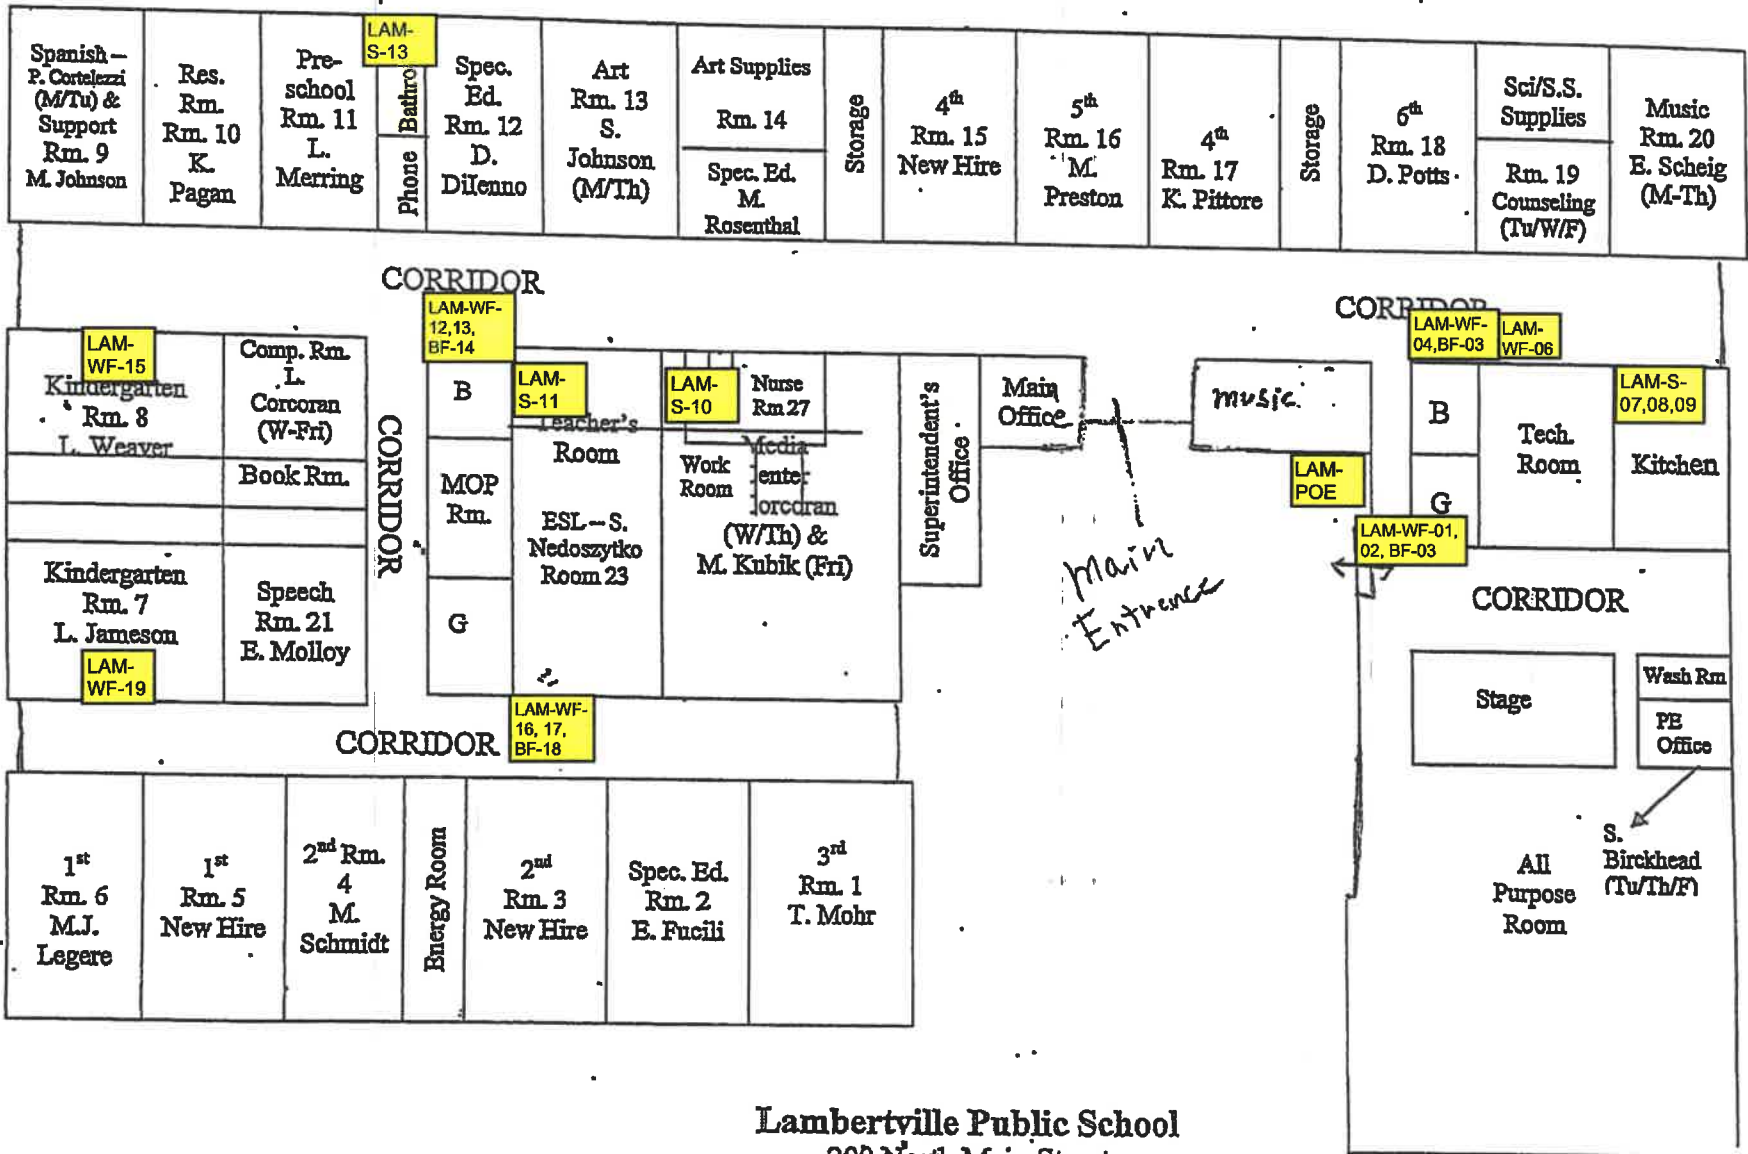 Spanish –
P. Cortelezzi
(M/Tu) &
Support
Rm. 9
M. Johnson
Res.
Rm.
Rm. 10
K.
Pagan
Pre-
school
Rm. 11
L.
Merring
LAM-
S-13
Bathro
Phone
Spec.
Ed.
Rm. 12
D.
DiIenno
Art
Rm. 13
S.
Johnson
(M/Th)
Art Supplies
Rm. 14
Spec. Ed.
M.
Rosenthal
Storage
4th
Rm. 15
New Hire
5th
Rm. 16
M.
Preston
4th
Rm. 17
K. Pittore
Storage
6th
Rm. 18
D. Potts
Sci/S.S.
Supplies
Rm. 19
Counseling
(Tu/W/F)
Music
Rm. 20
E. Scheig
(M-Th)
CORRIDOR
CORRIDOR
LAM-
WF-15
Kindergarten
Rm. 8
L. Weaver
Comp. Rm.
L.
Corcoran
(W-Fri)
Book Rm.
Kindergarten
Rm. 7
L. Jameson
LAM-
WF-19
Speech
Rm. 21
E. Molloy
CORRIDOR
LAM-WF-
12,13,
BF-14
B
MOP
Rm.
G
LAM-
S-11
Teacher's
Room
ESL – S.
Nedoszytko
Room 23
LAM-
S-10
Nurse
Rm 27
Work
Room
Media
enter
orcoran
(W/Th) &
M. Kubik (Fri)
Superintendent's
Office
Main
Office
music
Main
Entrance
LAM-
POE
LAM-WF-
04,BF-03
LAM-
WF-06
B
G
LAM-WF-01,
02, BF-03
Tech.
Room
LAM-S-
07,08,09
Kitchen
CORRIDOR
Stage
Wash Rm
PE
Office
S.
Birckhead
(Tu/Th/F)
All
Purpose
Room
CORRIDOR
LAM-WF-
16, 17,
BF-18
1st
Rm. 6
M.J.
Legere
1st
Rm. 5
New Hire
2nd Rm.
4
M.
Schmidt
Energy Room
2nd
Rm. 3
New Hire
Spec. Ed.
Rm. 2
E. Fucili
3rd
Rm. 1
T. Mohr
Lambertville Public School
200 North Main Street